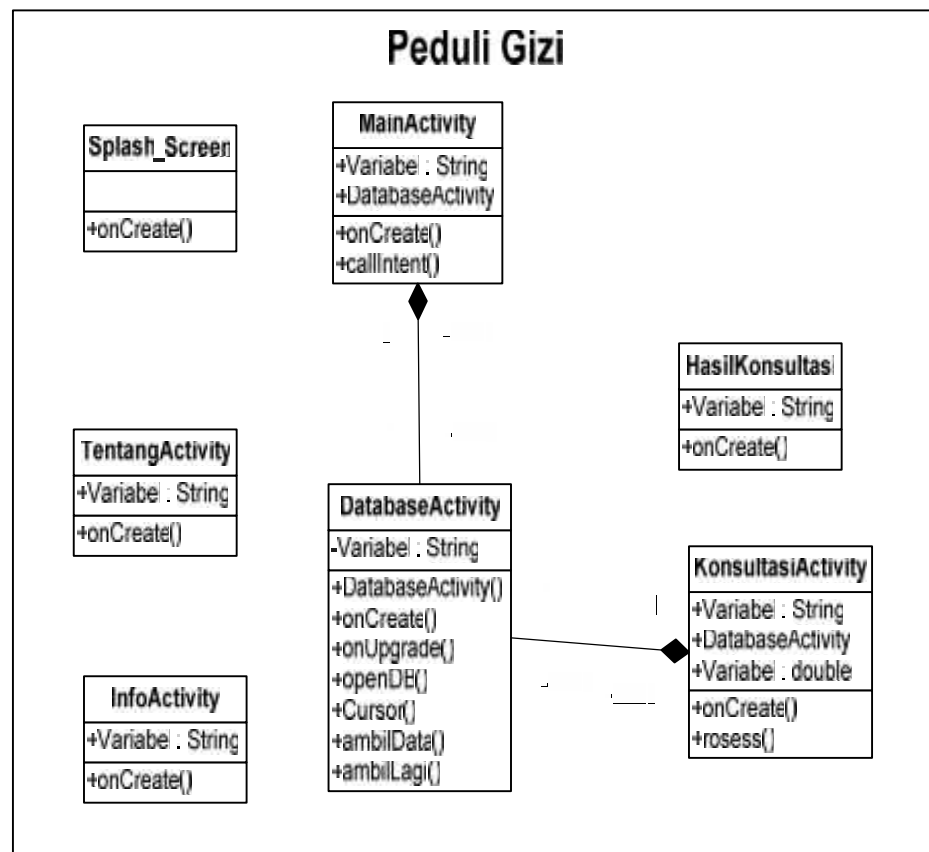 Peduli Gizi
Splash_Screen
+onCreate()
MainActivity
+Variabel : String
+DatabaseActivity
+onCreate()
+callIntent()
HasilKonsultasi
+Variabel : String
+onCreate()
TentangActivity
+Variabel : String
+onCreate()
DatabaseActivity
-Variabel : String
+DatabaseActivity()
+onCreate()
+onUpgrade()
+openDB()
+Cursor()
+ambilData()
+ambilLagi()
KonsultasiActivity
+Variabel : String
+DatabaseActivity
+Variabel : double
+onCreate()
+rosess()
InfoActivity
+Variabel : String
+onCreate()